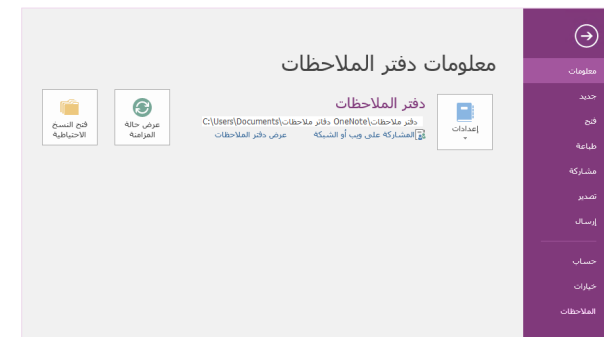 معلومات
جديد
فتح
طباعة
مشاركة
تصدير
إرسال
حساب
خيارات
الملاحظات
معلومات دفتر الملاحظات
إعدادات
دفتر الملاحظات
C:\Users\Documents\دفاتر ملاحظات OneNote\دفتر ملاحظات
المشاركة على ويب أو الشبكة
عرض دفتر الملاحظات
عرض حالة
المزامنة
فتح النسخ
الاحتياطية